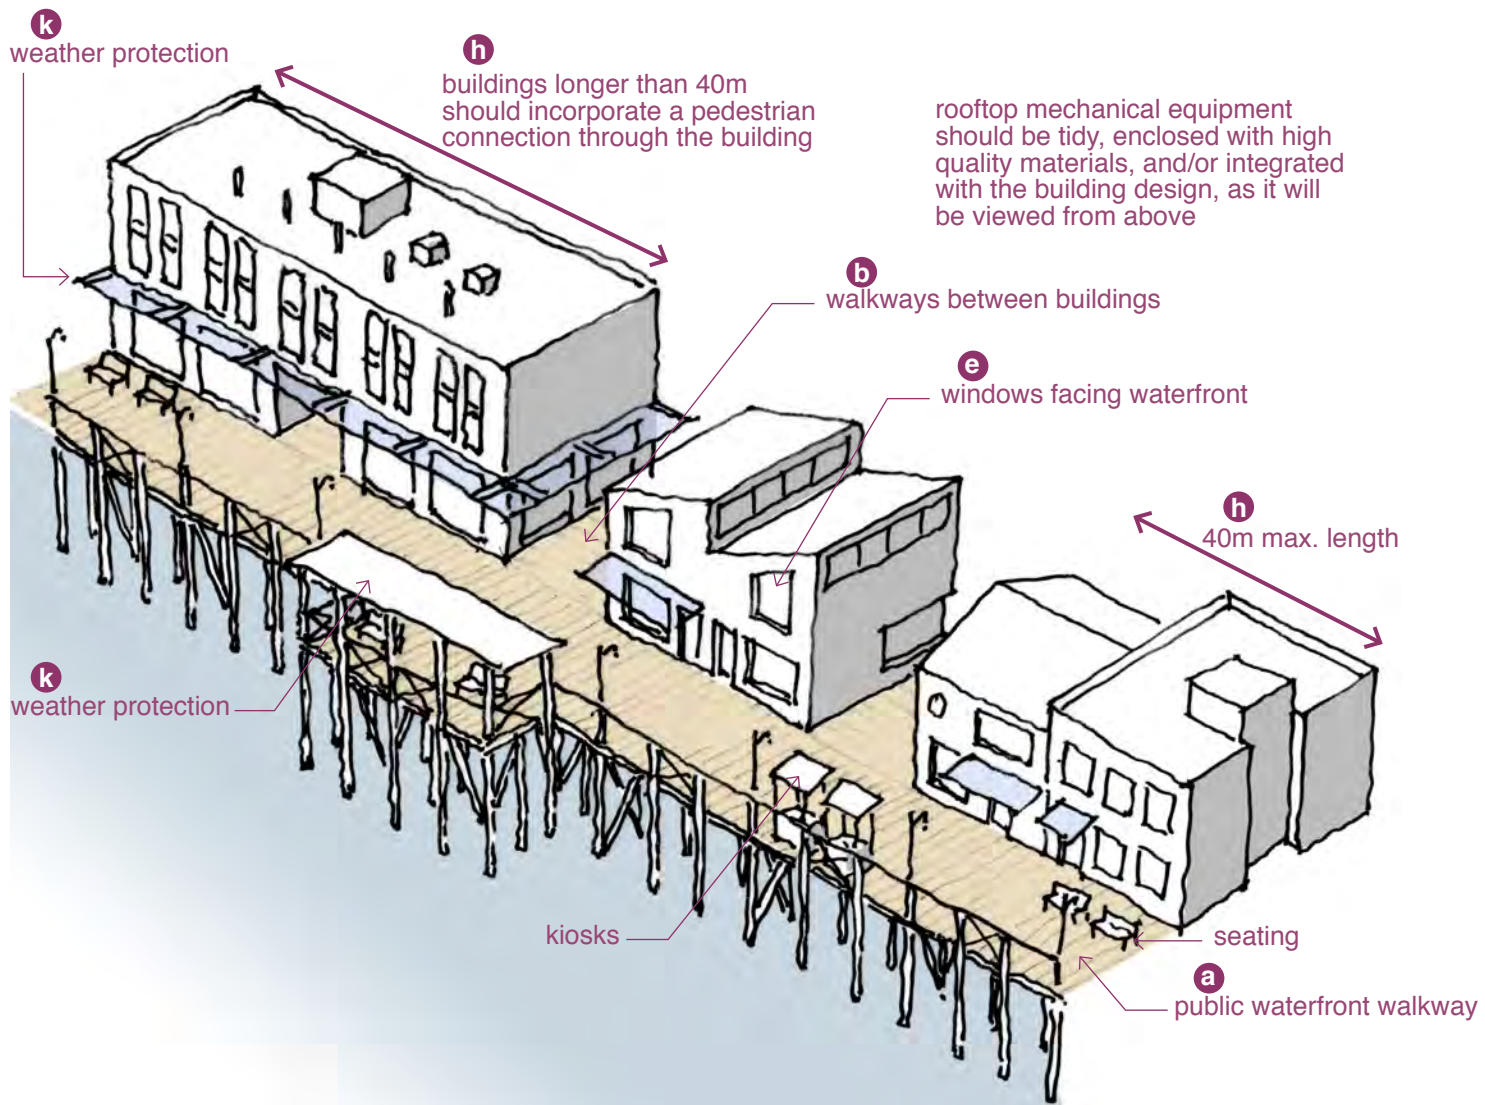 k
weather protection
h
buildings longer than 40m
should incorporate a pedestrian
connection through the building
rooftop mechanical equipment
should be tidy, enclosed with high
quality materials, and/or integrated
with the building design, as it will
be viewed from above
b
walkways between buildings
e
windows facing waterfront
h
40m max. length
k
weather protection
kiosks
seating
a
public waterfront walkway